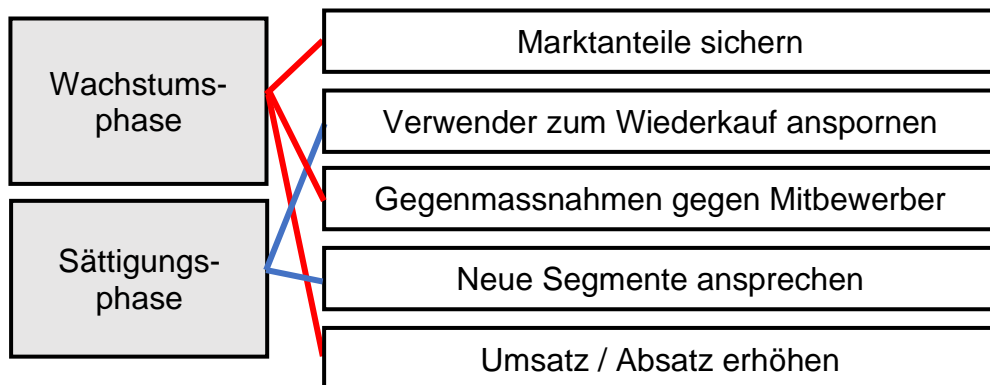 Wachstums-
phase
Sättigungs-
phase
Marktanteile sichern
Verwender zum Wiederkauf anspornen
Gegenmassnahmen gegen Mitbewerber
Neue Segmente ansprechen
Umsatz / Absatz erhöhen